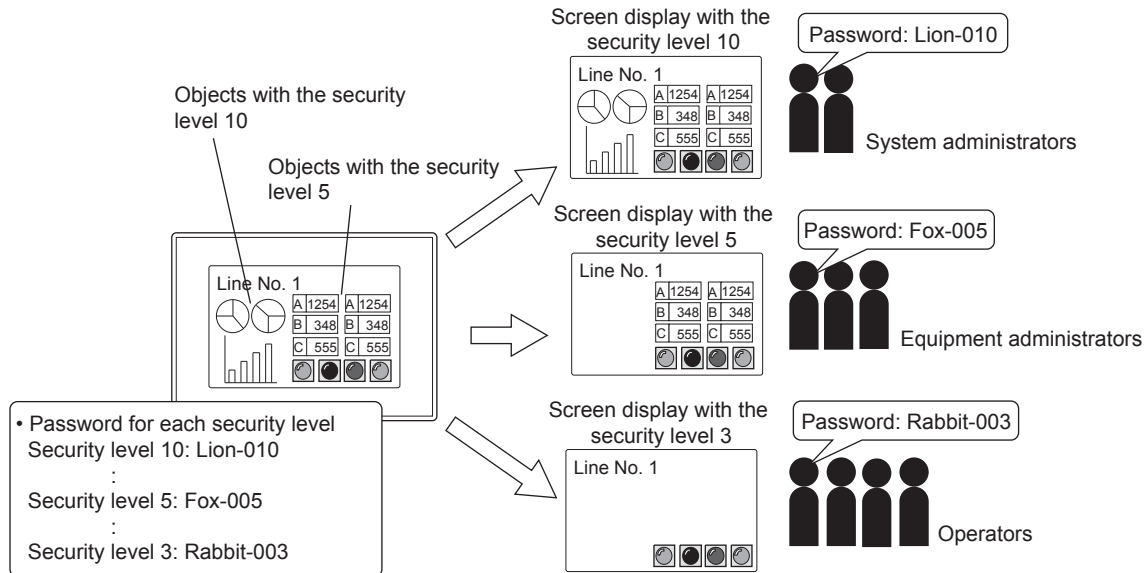 Objects with the security
level 10
Objects with the security
level 5
Line No. 1
A 1254 A 1254
B 348 B 348
C 555 C 555
• Password for each security level
Security level 10: Lion-010
:
Security level 5: Fox-005
:
Security level 3: Rabbit-003
Screen display with the
security level 10
Line No. 1
A 1254 A 1254
B 348 B 348
C 555 C 555
Password: Lion-010
System administrators
Screen display with the
security level 5
Line No. 1
A 1254 A 1254
B 348 B 348
C 555 C 555
Password: Fox-005
Equipment administrators
Screen display with the
security level 3
Line No. 1
Password: Rabbit-003
Operators